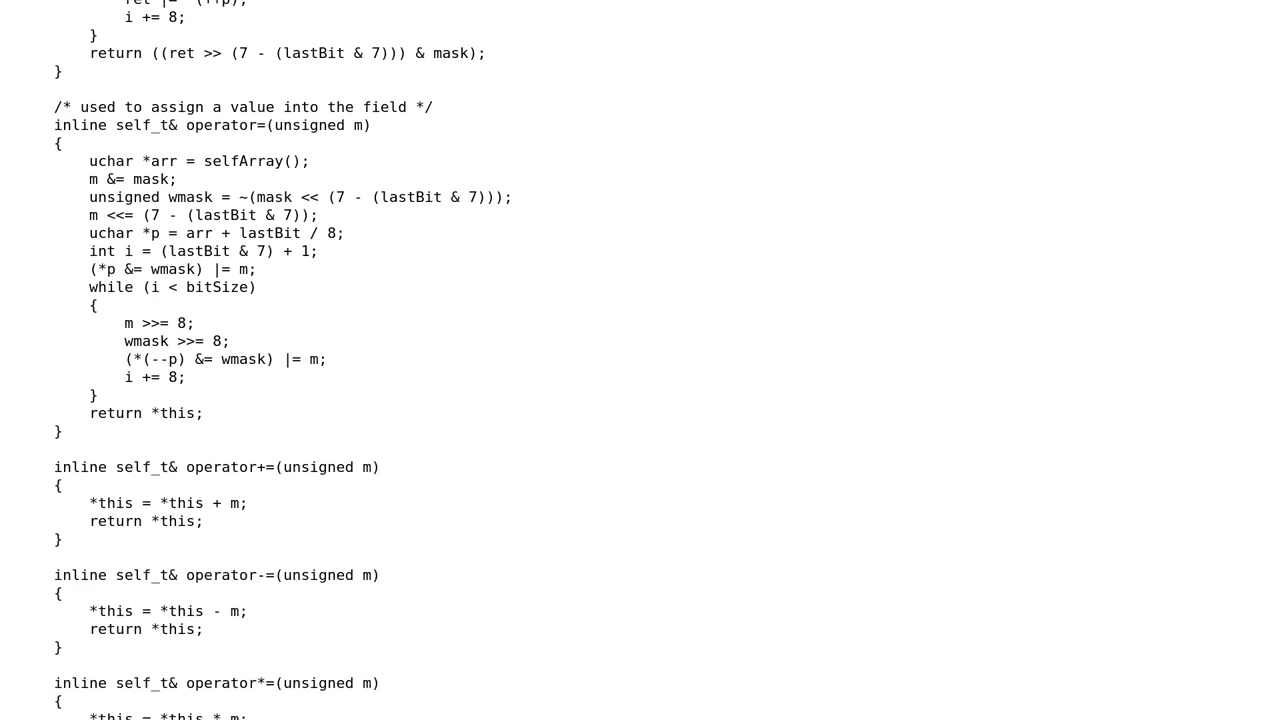 i += 8;
}
return ((ret >> (7 - (lastBit & 7))) & mask);
}
/* used to assign a value into the field */
inline self_t& operator=(unsigned m)
{
uchar *arr = selfArray();
m &= mask;
unsigned wmask = ~(mask << (7 - (lastBit & 7)));
m <<= (7 - (lastBit & 7));
uchar *p = arr + lastBit / 8;
int i = (lastBit & 7) + 1;
(*p &= wmask) |= m;
while (i < bitSize)
{
m >>= 8;
wmask >>= 8;
(*(--p) &= wmask) |= m;
i += 8;
}
return *this;
}
inline self_t& operator+=(unsigned m)
{
*this = *this + m;
return *this;
}
inline self_t& operator-=(unsigned m)
{
*this = *this - m;
return *this;
}
inline self_t& operator*=(unsigned m)
{
*this = *this * m;